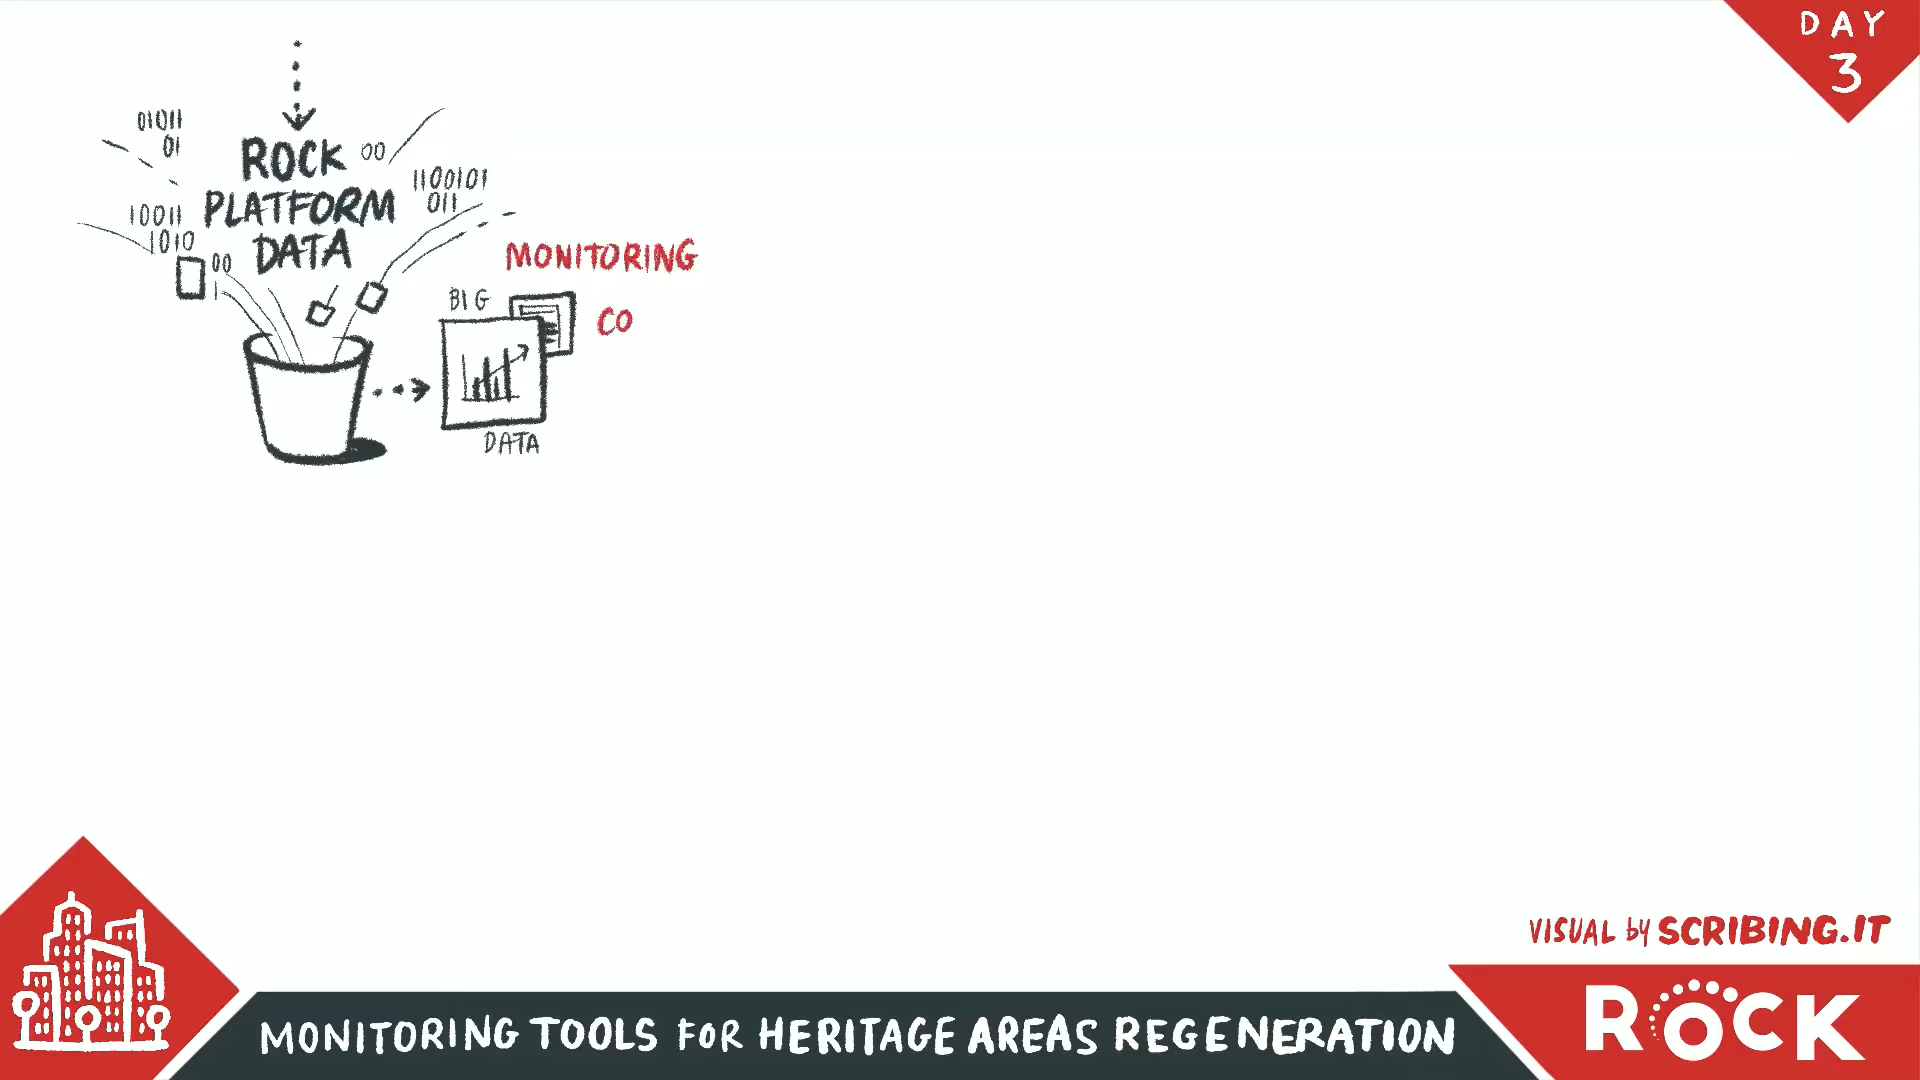 DAY
3
01011
01
ROCK
00
1100101
011
PLATFORM
10011
1010
DATA
00
1
MONITORING
BIG
CO
DATA
VISUAL by SCRIBING.IT
MONITORING TOOLS FOR HERITAGE AREAS REGENERATION
ROCK